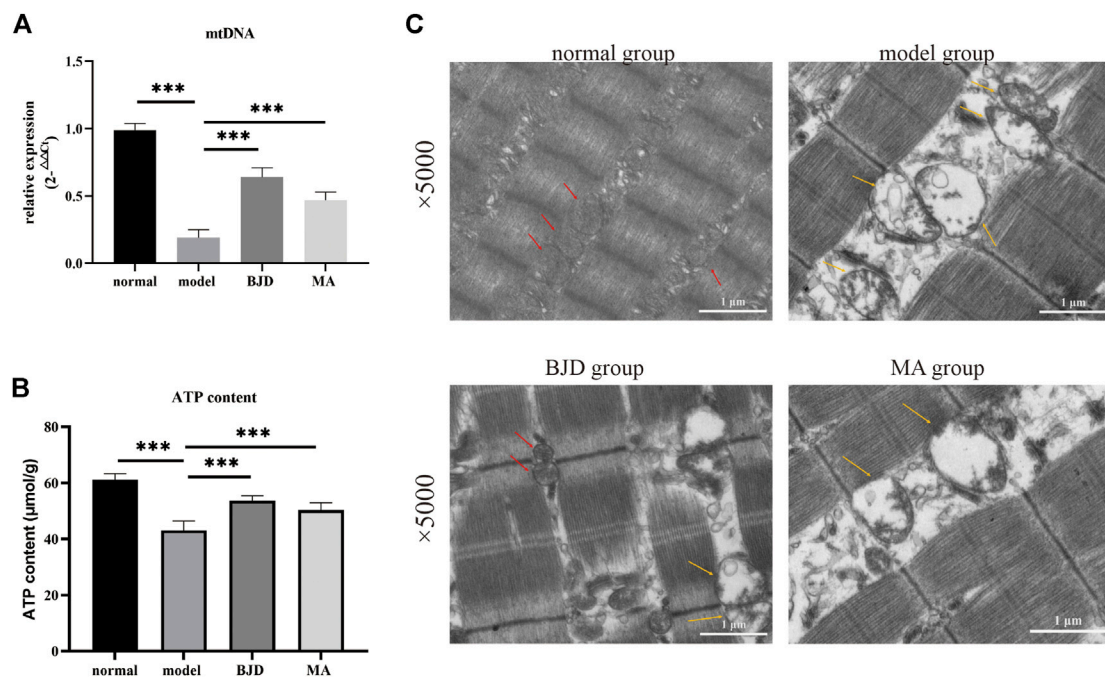 A
mtDNA
relative expression
(2-△△Ct)
1.5
1.0
0.5
0.0
***
***
***
normal
model
BJD
MA
B
ATP content
ATP content (μmol/g)
80
60
40
20
0
***
***
***
normal
model
BJD
MA
C
normal group
model group
×5000
1 μm
1 μm
BJD group
MA group
×5000
1 μm
1 μm